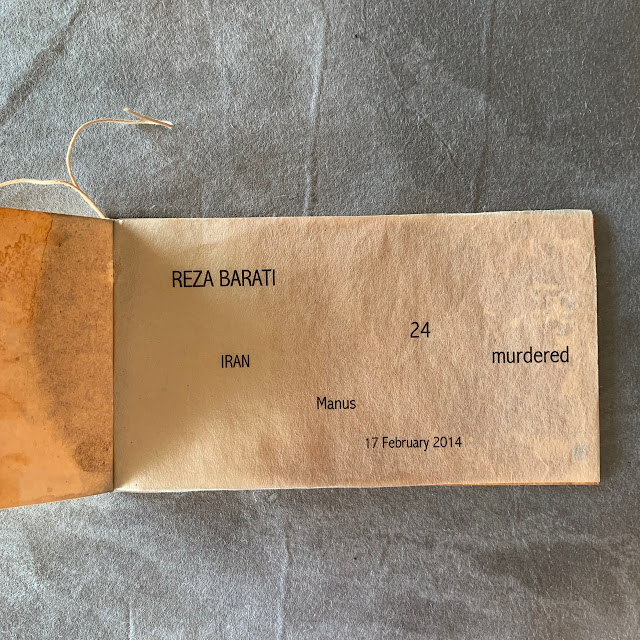 REZA BARATI
24
IRAN
murdered
Manus
17 February 2014